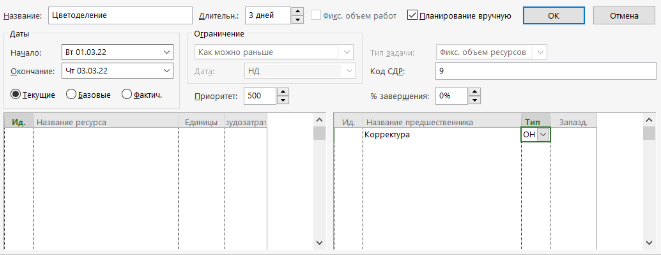 Название: Цветоделение Длительн.: 3 дней Фикс. объем работ Планирование вручную ОК Отмена
Даты Ограничение
Начало: Вт 01.03.22 Как можно раньше Тип задачи: Фикс. объем ресурсов
Окончание: Чт 03.03.22 Дата: НД Код СДР: 9
Текущие Базовые Фактич. Приоритет: 500 % завершения: 0%
Ид. Название ресурса Единицы рудозатрат Ид. Название предшественника Тип Запазд.
Корректура ОН